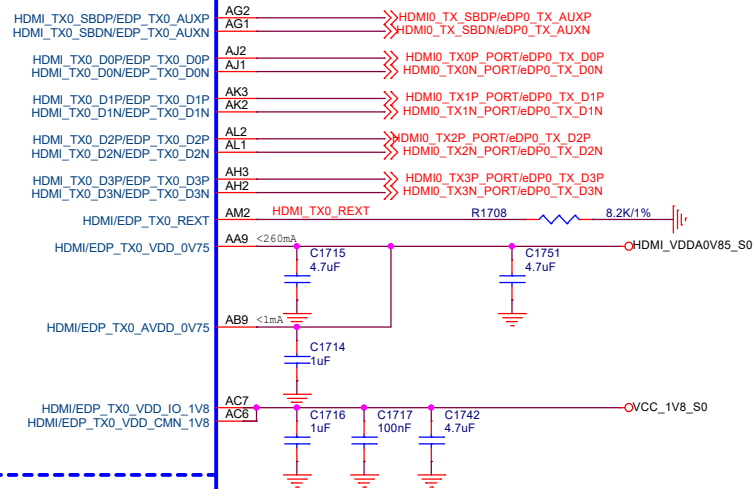 HDMI_TX0_SBDP/EDP_TX0_AUXP AG2 HDMI0_TX_SBDP/eDP0_TX_AUXP
HDMI_TX0_SBDN/EDP_TX0_AUXN AG1 HDMI0_TX_SBDN/eDP0_TX_AUXN
HDMI_TX0_D0P/EDP_TX0_D0P AJ2 HDMI0_TX0P_PORT/eDP0_TX_D0P
HDMI_TX0_D0N/EDP_TX0_D0N AJ1 HDMI0_TX0N_PORT/eDP0_TX_D0N
HDMI_TX0_D1P/EDP_TX0_D1P AK3 HDMI0_TX1P_PORT/eDP0_TX_D1P
HDMI_TX0_D1N/EDP_TX0_D1N AK2 HDMI0_TX1N_PORT/eDP0_TX_D1N
HDMI_TX0_D2P/EDP_TX0_D2P AL2 HDMI0_TX2P_PORT/eDP0_TX_D2P
HDMI_TX0_D2N/EDP_TX0_D2N AL1 HDMI0_TX2N_PORT/eDP0_TX_D2N
HDMI_TX0_D3P/EDP_TX0_D3P AH3 HDMI0_TX3P_PORT/eDP0_TX_D3P
HDMI_TX0_D3N/EDP_TX0_D3N AH2 HDMI0_TX3N_PORT/eDP0_TX_D3N
HDMI/EDP_TX0_REXT AM2 HDMI_TX0_REXT R1708 8.2K/1%
HDMI/EDP_TX0_VDD_0V75 AA9 <260mA HDMI_VDDA0V85_S0
C1715 C1751
4.7uF 4.7uF
HDMI/EDP_TX0_AVDD_0V75 AB9 <1mA
C1714
1uF
HDMI/EDP_TX0_VDD_IO_1V8 AC7 VCC_1V8_S0
HDMI/EDP_TX0_VDD_CMN_1V8 AC6
C1716 C1717 C1742
1uF 100nF 4.7uF